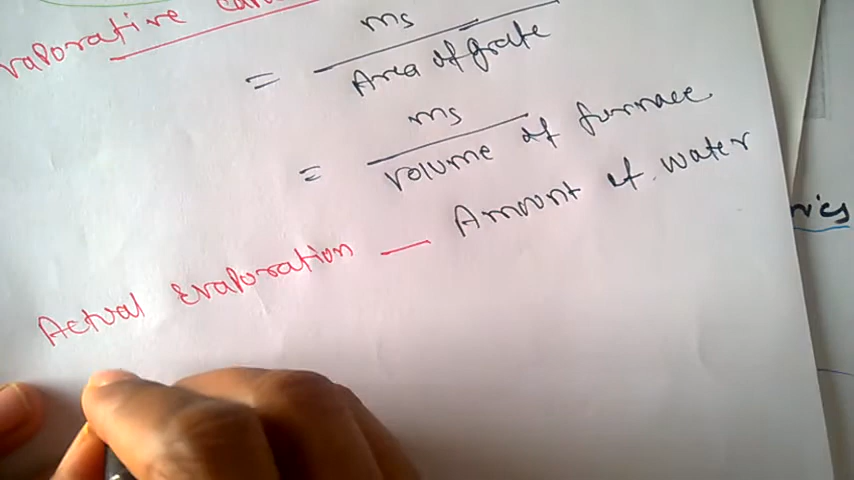 vaporative
ms
= Area of grate
ms
= volume of furnace
Actual Evaporation — Amount of water